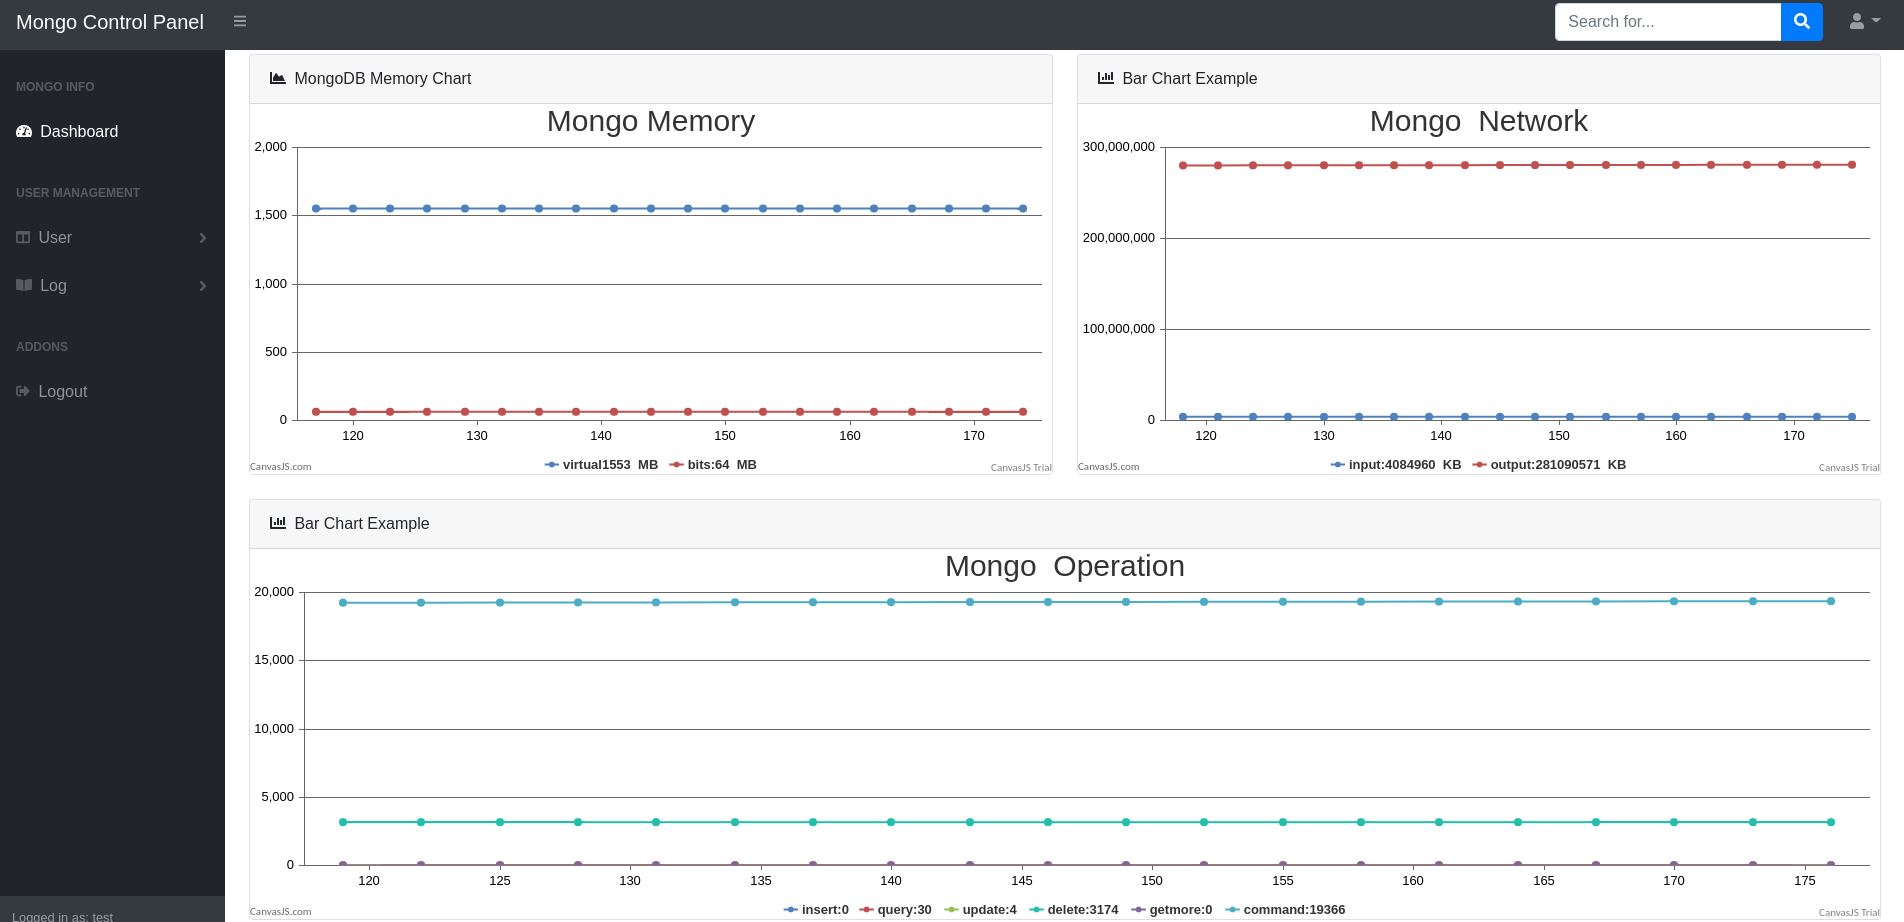 Mongo Control Panel
Search for...
MONGO INFO
Dashboard
USER MANAGEMENT
User
Log
ADDONS
Logout
Logged in as: test
MongoDB Memory Chart
Mongo Memory
2,000
1,500
1,000
500
0
120 130 140 150 160 170
virtual1553 MB bits:64 MB
CanvasJS.com CanvasJS Trial
Bar Chart Example
Mongo Network
300,000,000
200,000,000
100,000,000
0
120 130 140 150 160 170
input:4084960 KB output:281090571 KB
CanvasJS.com CanvasJS Trial
Bar Chart Example
Mongo Operation
20,000
15,000
10,000
5,000
0
120 125 130 135 140 145 150 155 160 165 170 175
insert:0 query:30 update:4 delete:3174 getmore:0 command:19366
CanvasJS.com CanvasJS Trial